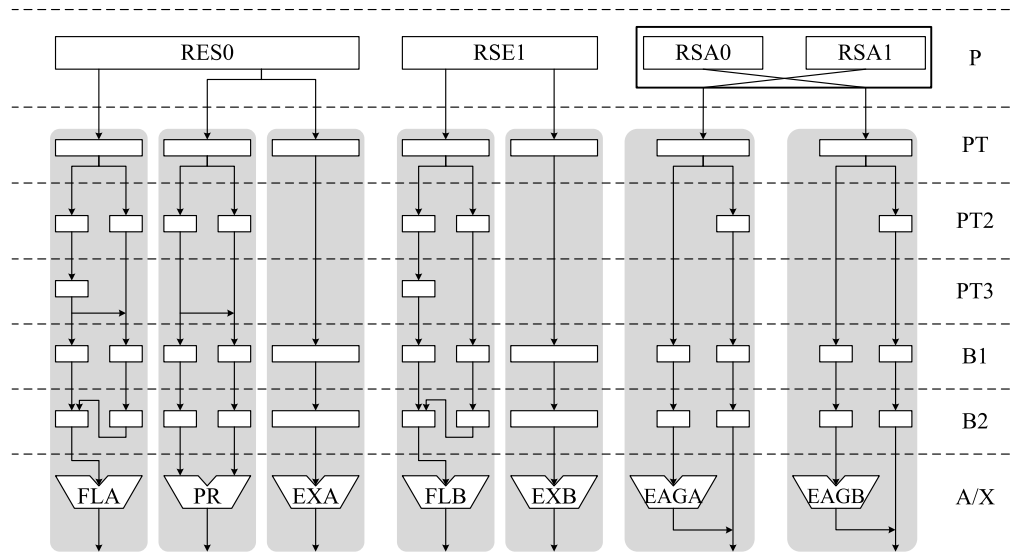 RES0 RSE1 RSA0 RSA1 P
PT
PT2
PT3
B1
B2
FLA PR EXA FLB EXB EAGA EAGB A/X